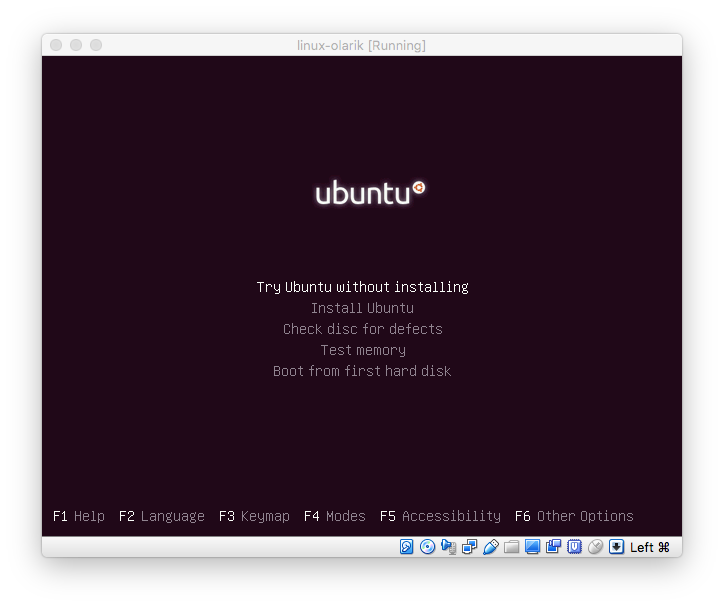 linux-olarik [Running]
ubuntu
Try Ubuntu without installing
Install Ubuntu
Check disc for defects
Test memory
Boot from first hard disk
F1 Help F2 Language F3 Keymap F4 Modes F5 Accessibility F6 Other Options
Left ⌘